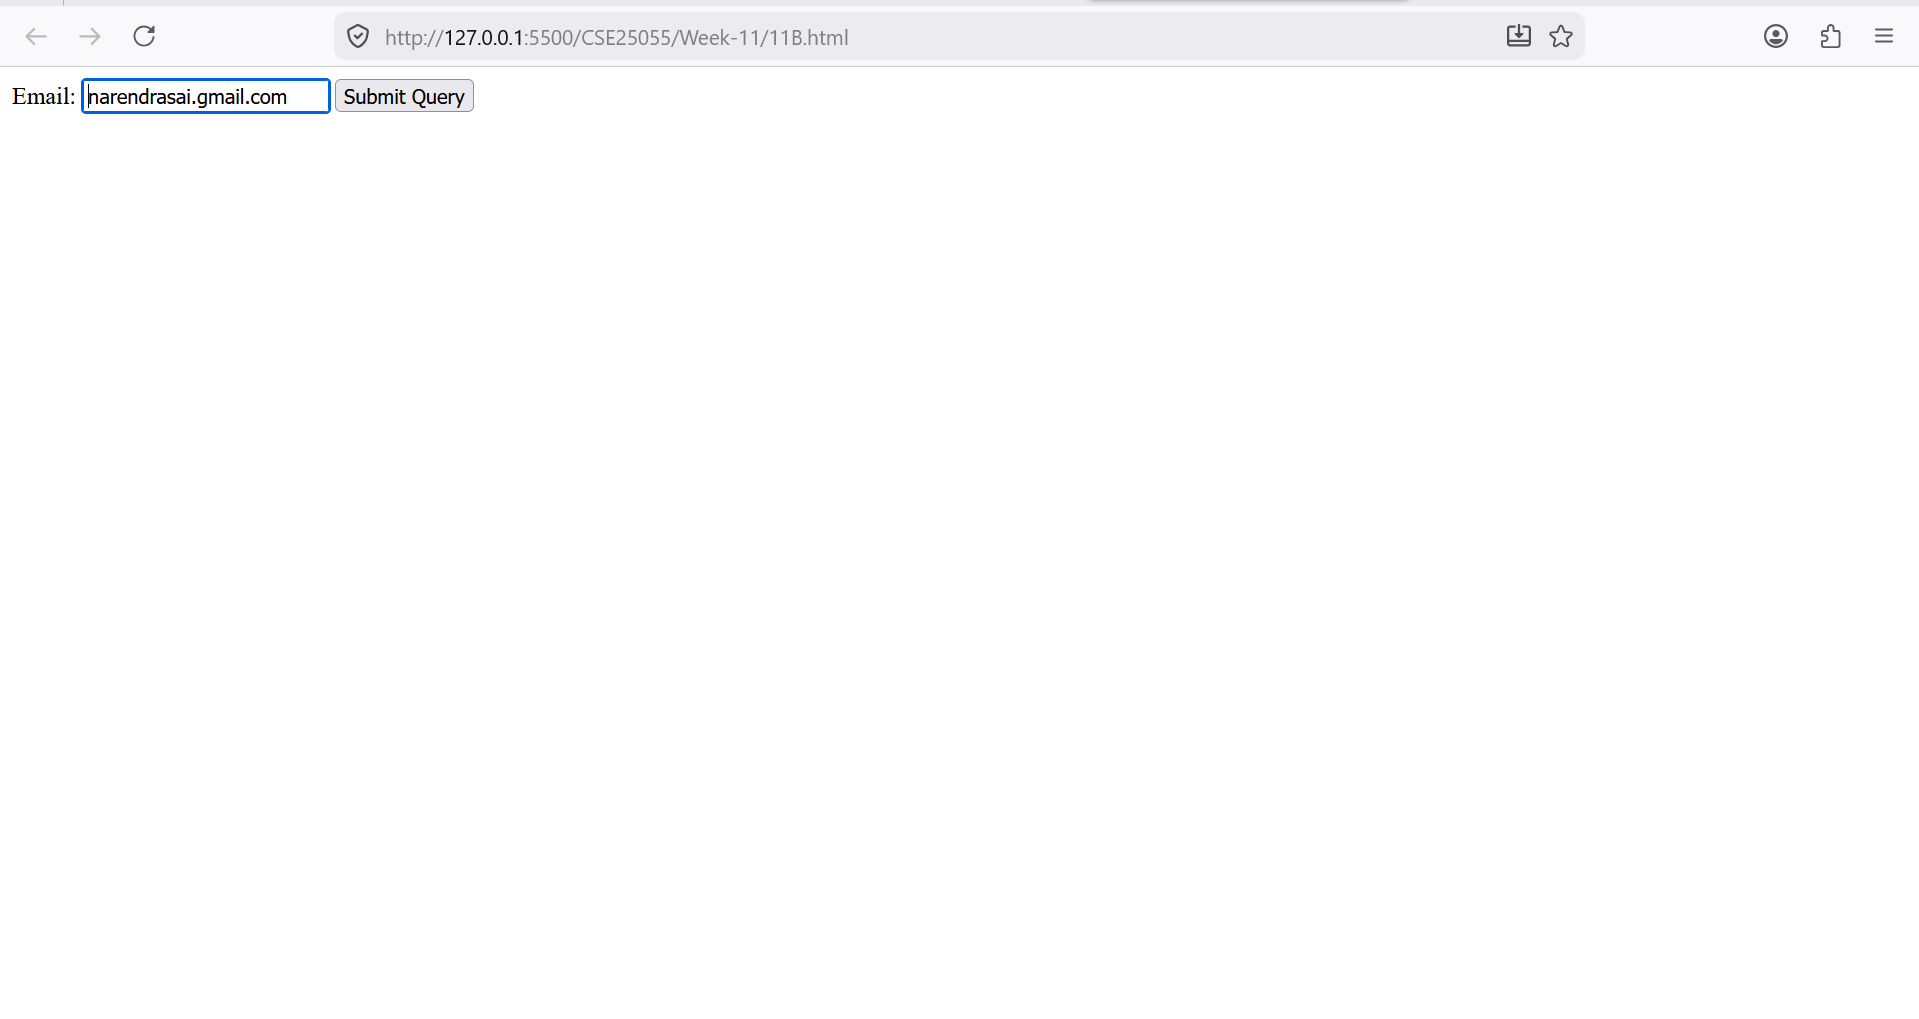 http://127.0.0.1:5500/CSE25055/Week-11/11B.html
Email: narendrasai.gmail.com Submit Query